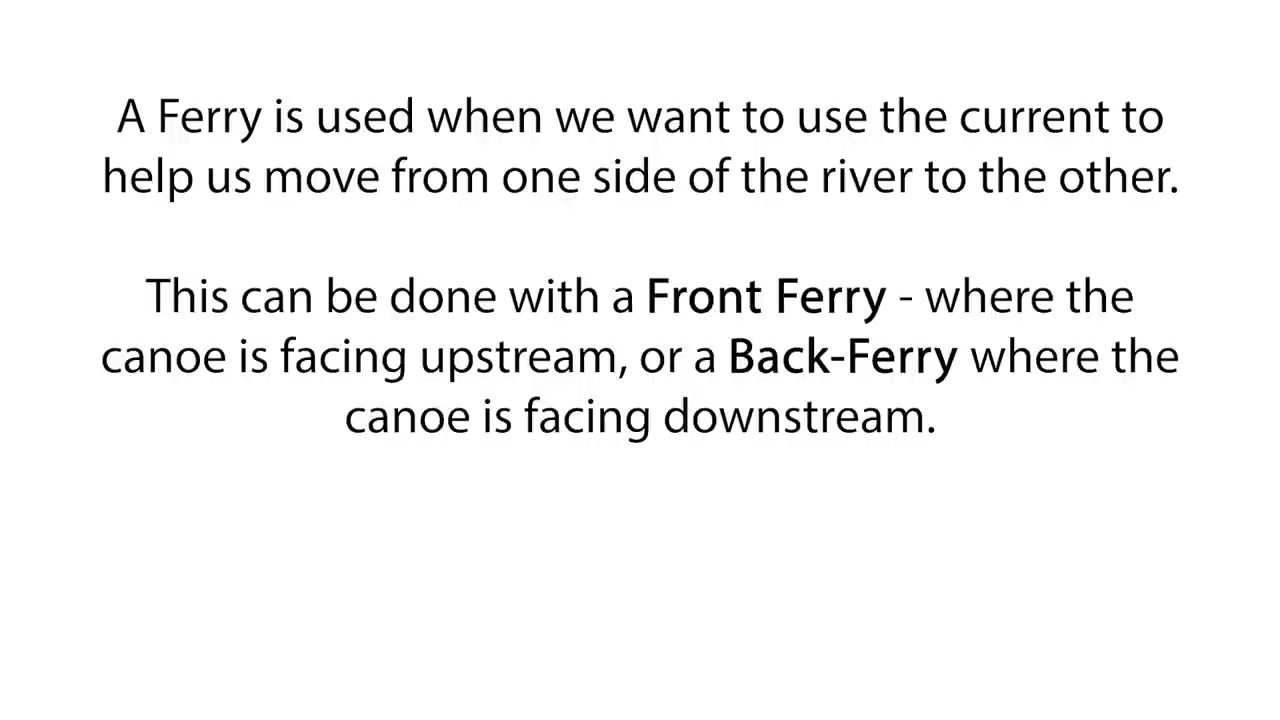 A Ferry is used when we want to use the current to
help us move from one side of the river to the other.
This can be done with a Front Ferry - where the
canoe is facing upstream, or a Back-Ferry where the
canoe is facing downstream.